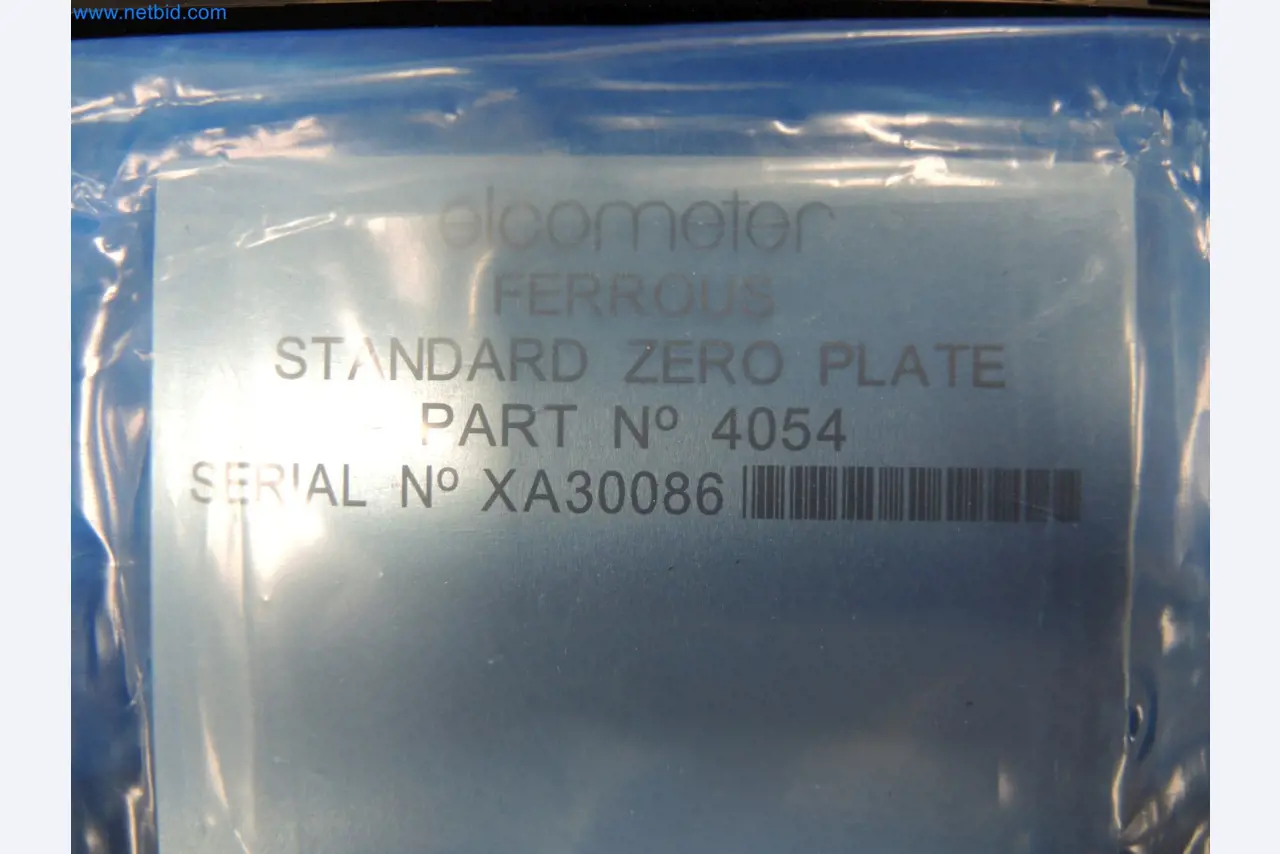 www.netbid.com
elcometer
FERROUS
STANDARD ZERO PLATE
PART Nº 4054
SERIAL Nº XA30086